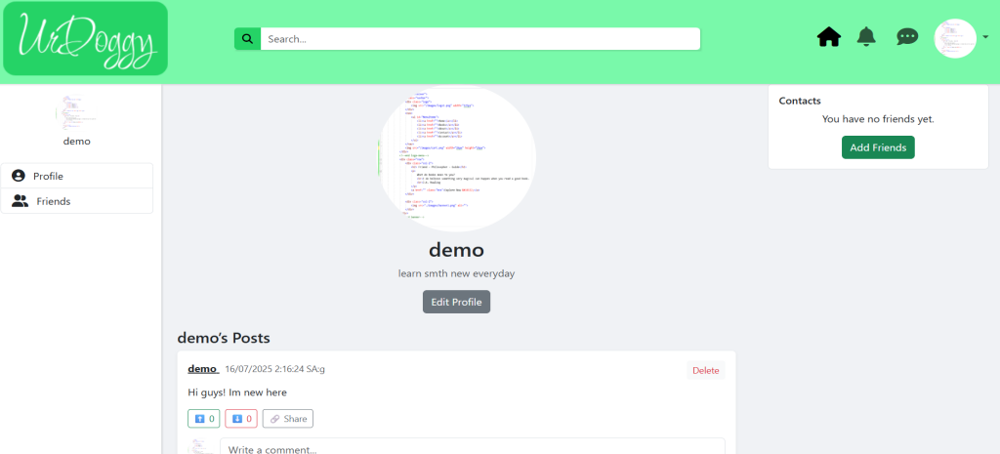 UrDoggy
Search...
demo
Profile
Friends
demo
learn smth new everyday
Edit Profile
demo's Posts
demo 16/07/2025 2:16:24 SA:g
Delete
Hi guys! Im new here
0
0
Share
Write a comment...
Contacts
You have no friends yet.
Add Friends